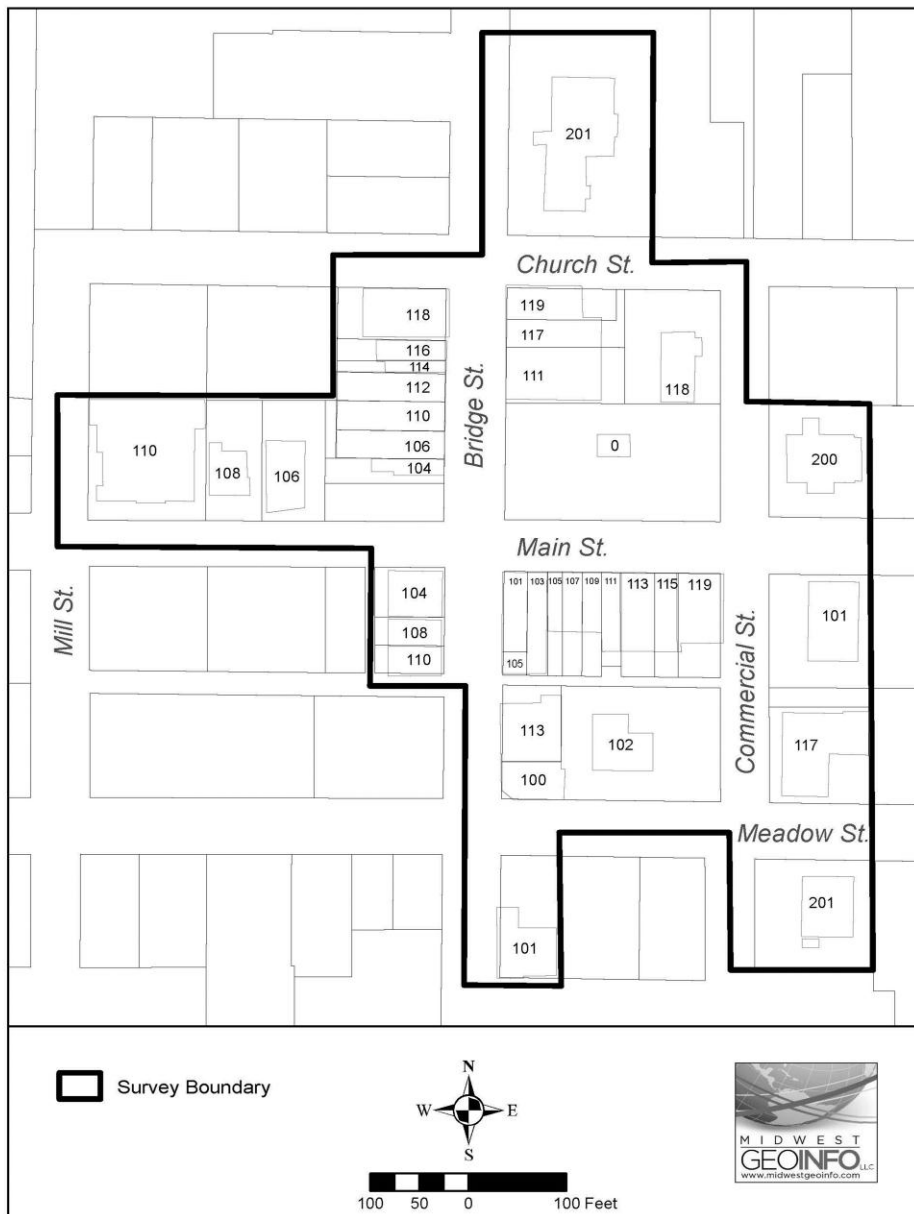 201
Church St.
118
119
116
117
114
111
118
112
110
Bridge St.
110
106
0
200
108
106
104
Main St.
Mill St.
104
101
103
105
107
109
111
113
115
119
101
108
110
105
Commercial St.
113
102
117
100
Meadow St.
201
101
Survey Boundary
N
W
E
S
100 50 0 100 Feet
MIDWEST
GEOINFO LLC
www.midwestgeoinfo.com